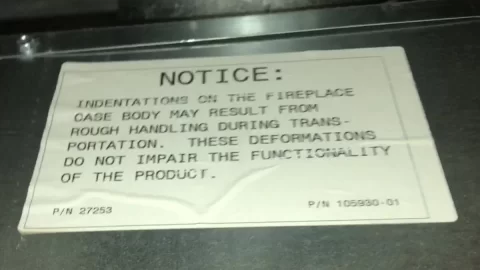 NOTICE:
INDENTATIONS ON THE FIREPLACE
CASE BODY MAY RESULT FROM
ROUGH HANDLING DURING TRANS-
PORTATION. THESE DEFORMATIONS
DO NOT IMPAIR THE FUNCTIONALITY
OF THE PRODUCT.
P/N 27253 P/N 105930-01